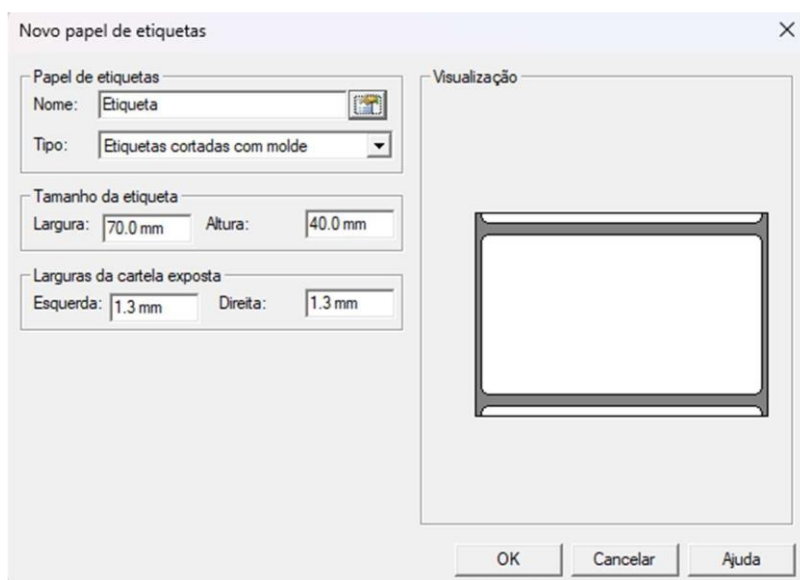 Novo papel de etiquetas
Papel de etiquetas
Nome: Etiqueta
Tipo: Etiquetas cortadas com molde
Tamanho da etiqueta
Largura: 70.0 mm Altura: 40.0 mm
Larguras da cartela exposta
Esquerda: 1.3 mm Direita: 1.3 mm
Visualização
OK Cancelar Ajuda